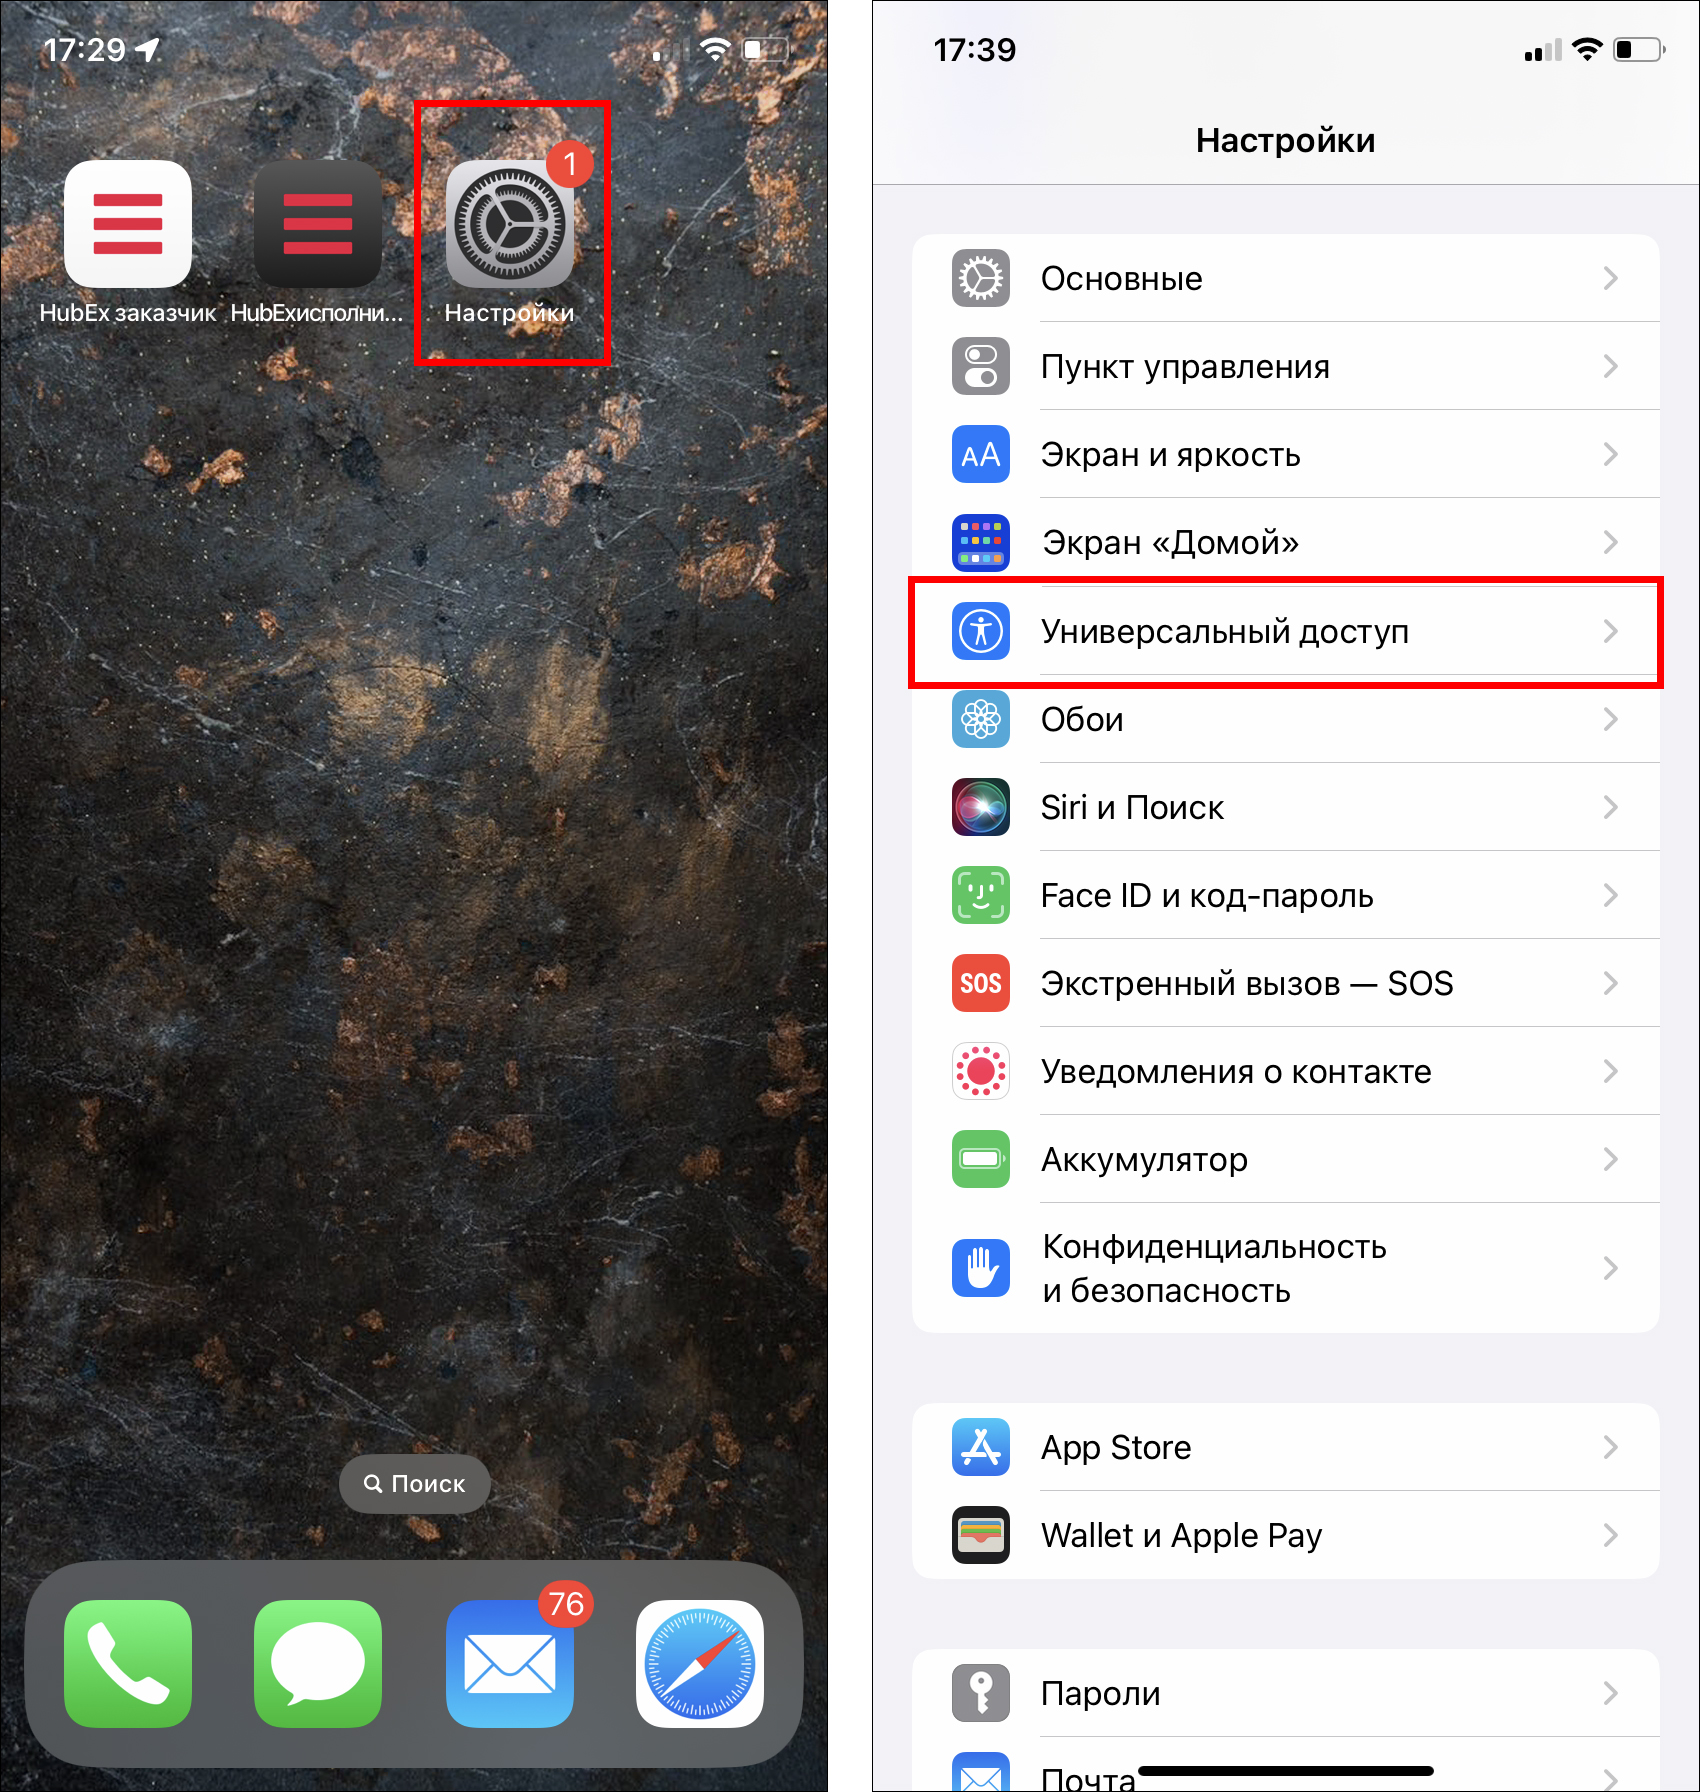 17:29
1
HubEx заказчик
HubExисполни...
Настройки
Поиск
76
17:39
Настройки
Основные
Пункт управления
AA
Экран и яркость
Экран «Домой»
Универсальный доступ
Обои
Siri и Поиск
Face ID и код-пароль
SOS
Экстренный вызов — SOS
Уведомления о контакте
Аккумулятор
Конфиденциальность
и безопасность
App Store
Wallet и Apple Pay
Пароли
Почта